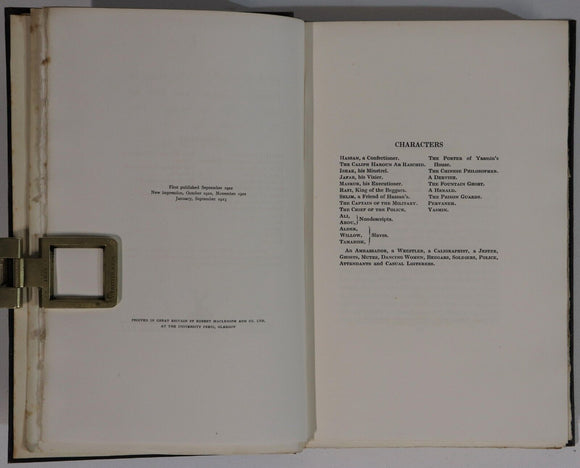 First published September 1922
New impression, October 1922, November 1922
January, September 1923
PRINTED IN GREAT BRITAIN BY ROBERT MACLEHOSE AND CO. LTD.
AT THE UNIVERSITY PRESS, GLASGOW
CHARACTERS
Hassan, a Confectioner.
The Caliph Haroun Ar Raschid.
Ishak, his Minstrel.
Jafar, his Vizier.
Masrur, his Executioner.
Rafi, King of the Beggars.
Selim, a Friend of Hassan's.
The Captain of the Military.
The Chief of the Police.
Ali,
Abdu, } Nondescripts.
Alder,
Willow, } Slaves.
Tamarisk,
The Porter of Yasmin's
House.
The Chinese Philosopher.
A Dervish.
The Fountain Ghost.
A Herald.
The Prison Guards.
Pervaneh.
Yasmin.
An Ambassador, a Wrestler, a Caligraphist, a Jester,
Ghosts, Mutes, Dancing Women, Beggars, Soldiers, Police,
Attendants and Casual Loiterers.